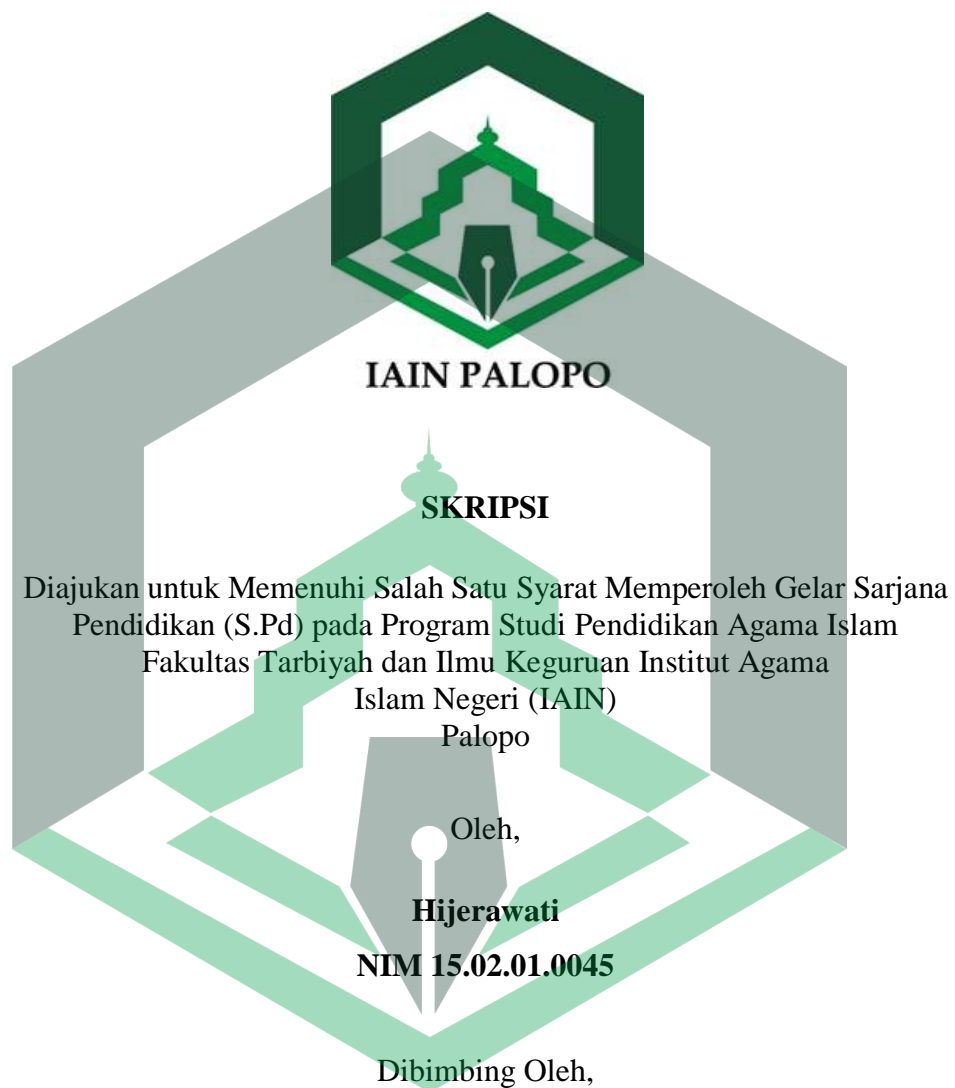 IAIN PALOPO
SKRIPSI
Diajukan untuk Memenuhi Salah Satu Syarat Memperoleh Gelar Sarjana
Pendidikan (S.Pd) pada Program Studi Pendidikan Agama Islam
Fakultas Tarbiyah dan Ilmu Keguruan Institut Agama
Islam Negeri (IAIN)
Palopo
Oleh,
Hijerawati
NIM 15.02.01.0045
Dibimbing Oleh,